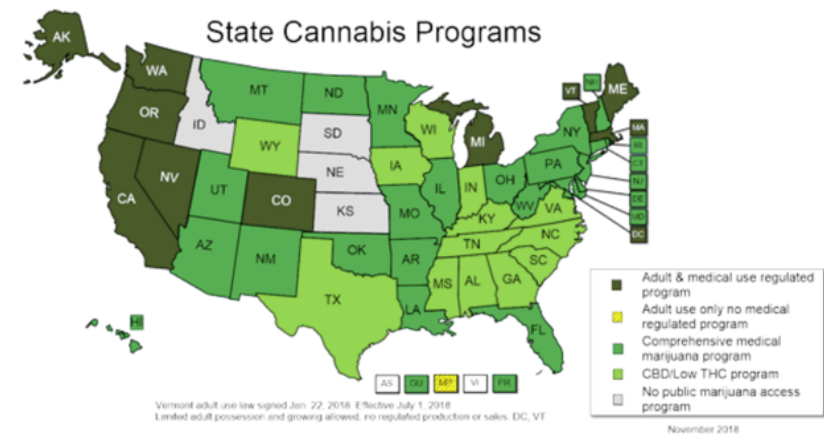 State Cannabis Programs
AK
WA
OR
CA
NV
ID
MT
WY
UT
CO
AZ
NM
ND
SD
NE
KS
OK
TX
MN
IA
MO
AR
LA
WI
IL
MI
IN
OH
KY
TN
MS
AL
GA
FL
SC
NC
VA
WV
PA
NY
VT
NH
ME
MA
RI
CT
NJ
DE
MD
DC
HI
AS
GU
MP
VI
PR
Adult & medical use regulated
program
Adult use only no medical
regulated program
Comprehensive medical
marijuana program
CBD/Low THC program
No public marijuana access
program
Vermont adult use law signed Jan. 22, 2018. Effective July 1, 2018
Limited adult possession and growing allowed, no regulated production or sales: DC, VT
November 2018